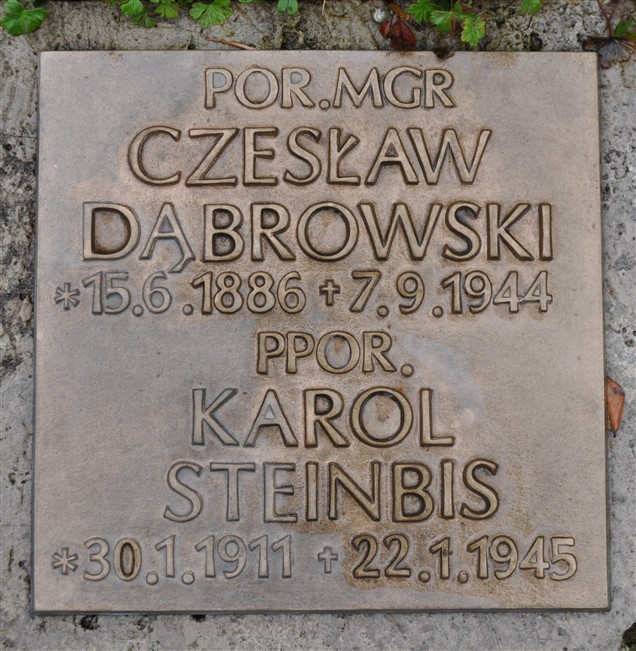 POR.MGR
CZESŁAW
DĄBROWSKI
*15.6.1886 †7.9.1944
PPOR.
KAROL
STEINBIS
*30.1.1911 †22.1.1945